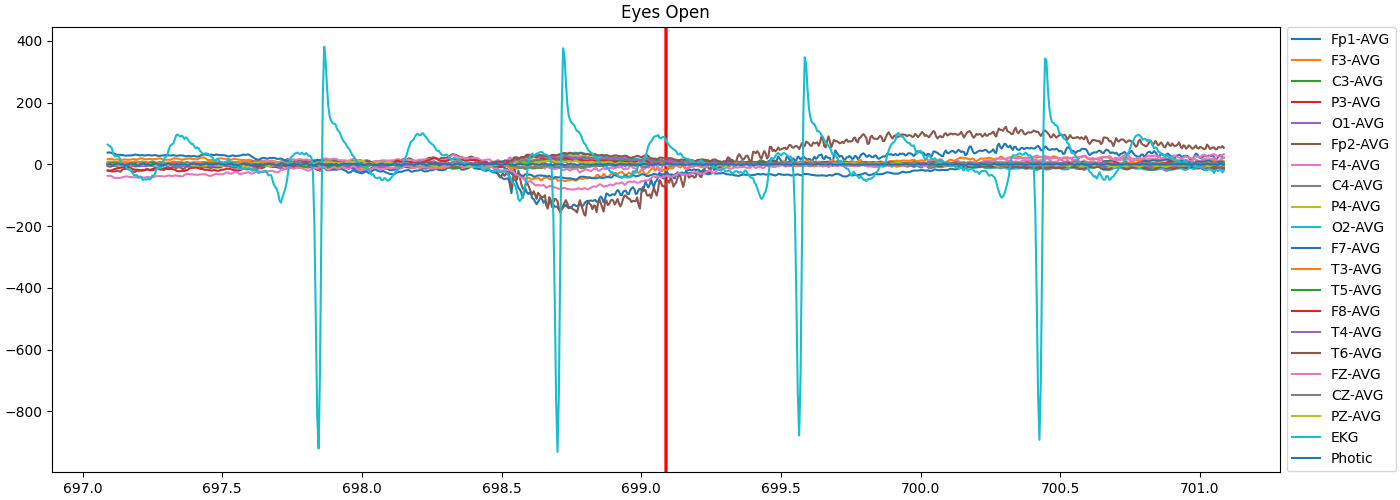 Eyes Open
400
200
0
−200
−400
−600
−800
697.0
697.5
698.0
698.5
699.0
699.5
700.0
700.5
701.0
Fp1-AVG
F3-AVG
C3-AVG
P3-AVG
O1-AVG
Fp2-AVG
F4-AVG
C4-AVG
P4-AVG
O2-AVG
F7-AVG
T3-AVG
T5-AVG
F8-AVG
T4-AVG
T6-AVG
FZ-AVG
CZ-AVG
PZ-AVG
EKG
Photic